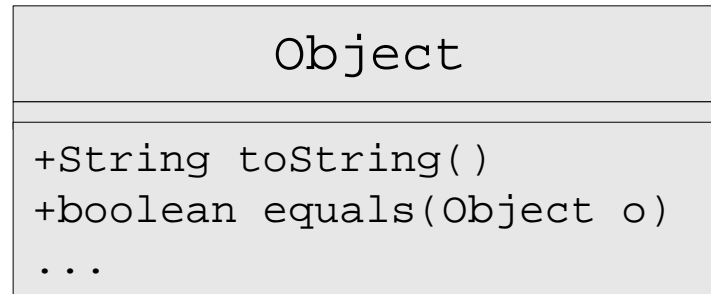 Object
+String toString()
+boolean equals(Object o)
...